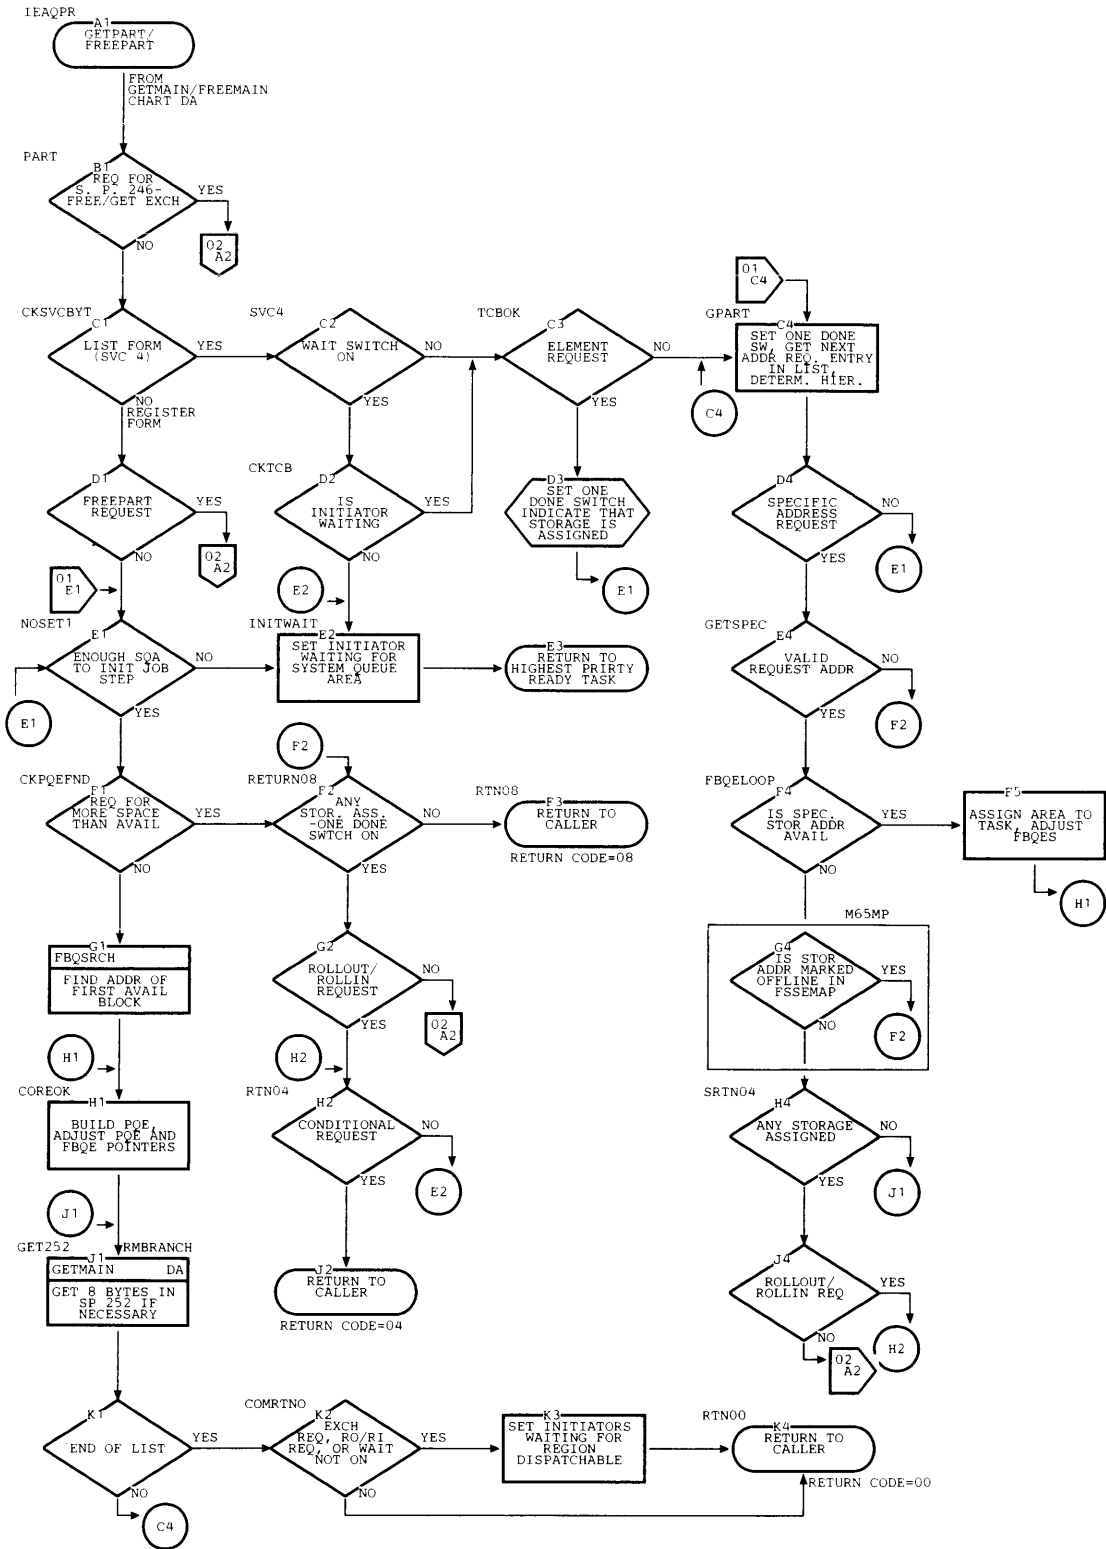 IEAQPR
A1
GETPART/
FREEPART
FROM
GETMAIN/FREEMAIN
CHART DA
PART
B1
REQ FOR
S. P. 246-
FREE/GET EXCH
YES
NO
02
A2
CKSVCBYT
C1
LIST FORM
(SVC 4)
YES
NO
REGISTER
FORM
SVC4
C2
WAIT SWITCH
ON
NO
YES
TCBOK
C3
ELEMENT
REQUEST
NO
YES
C4
01
C4
GPART
C4
SET ONE DONE
SW, GET NEXT
ADDR REQ. ENTRY
IN LIST,
DETERM. HIER.
D1
FREEPART
REQUEST
YES
NO
02
A2
CKTCB
D2
IS
INITIATOR
WAITING
YES
NO
D3
SET ONE
DONE SWITCH
INDICATE THAT
STORAGE IS
ASSIGNED
E1
D4
SPECIFIC
ADDRESS
REQUEST
NO
YES
E1
01
E1
NOSET1
E1
ENOUGH SQA
TO INIT JOB
STEP
NO
YES
E1
E2
INITWAIT
E2
SET INITIATOR
WAITING FOR
SYSTEM QUEUE
AREA
E3
RETURN TO
HIGHEST PRIRTY
READY TASK
GETSPEC
E4
VALID
REQUEST ADDR
NO
YES
F2
CKPQEFND
F1
REQ FOR
MORE SPACE
THAN AVAIL
YES
NO
F2
RETURN08
F2
ANY
STOR. ASS.
-ONE DONE
SWTCH ON
NO
YES
RTN08
F3
RETURN TO
CALLER
RETURN CODE=08
FBQELOOP
F4
IS SPEC.
STOR ADDR
AVAIL
YES
NO
F5
ASSIGN AREA TO
TASK, ADJUST
FBQES
H1
G1
FBQSRCH
FIND ADDR OF
FIRST AVAIL
BLOCK
G2
ROLLOUT/
ROLLIN
REQUEST
NO
YES
02
A2
M65MP
G4
IS STOR
ADDR MARKED
OFFLINE IN
FSSEMAP
YES
NO
F2
H1
COREOK
H1
BUILD PQE,
ADJUST PQE AND
FBQE POINTERS
H2
RTN04
H2
CONDITIONAL
REQUEST
NO
YES
E2
SRTN04
H4
ANY STORAGE
ASSIGNED
NO
YES
J1
J1
GET252
RMBRANCH
J1
GETMAIN DA
GET 8 BYTES IN
SP 252 IF
NECESSARY
J2
RETURN TO
CALLER
RETURN CODE=04
J4
ROLLOUT/
ROLLIN REQ
YES
NO
H2
02
A2
K1
END OF LIST
YES
NO
C4
COMRTNO
K2
EXCH
REQ, RO/RI
REQ, OR WAIT
NOT ON
YES
NO
K3
SET INITIATORS
WAITING FOR
REGION
DISPATCHABLE
RTN00
K4
RETURN TO
CALLER
RETURN CODE=00